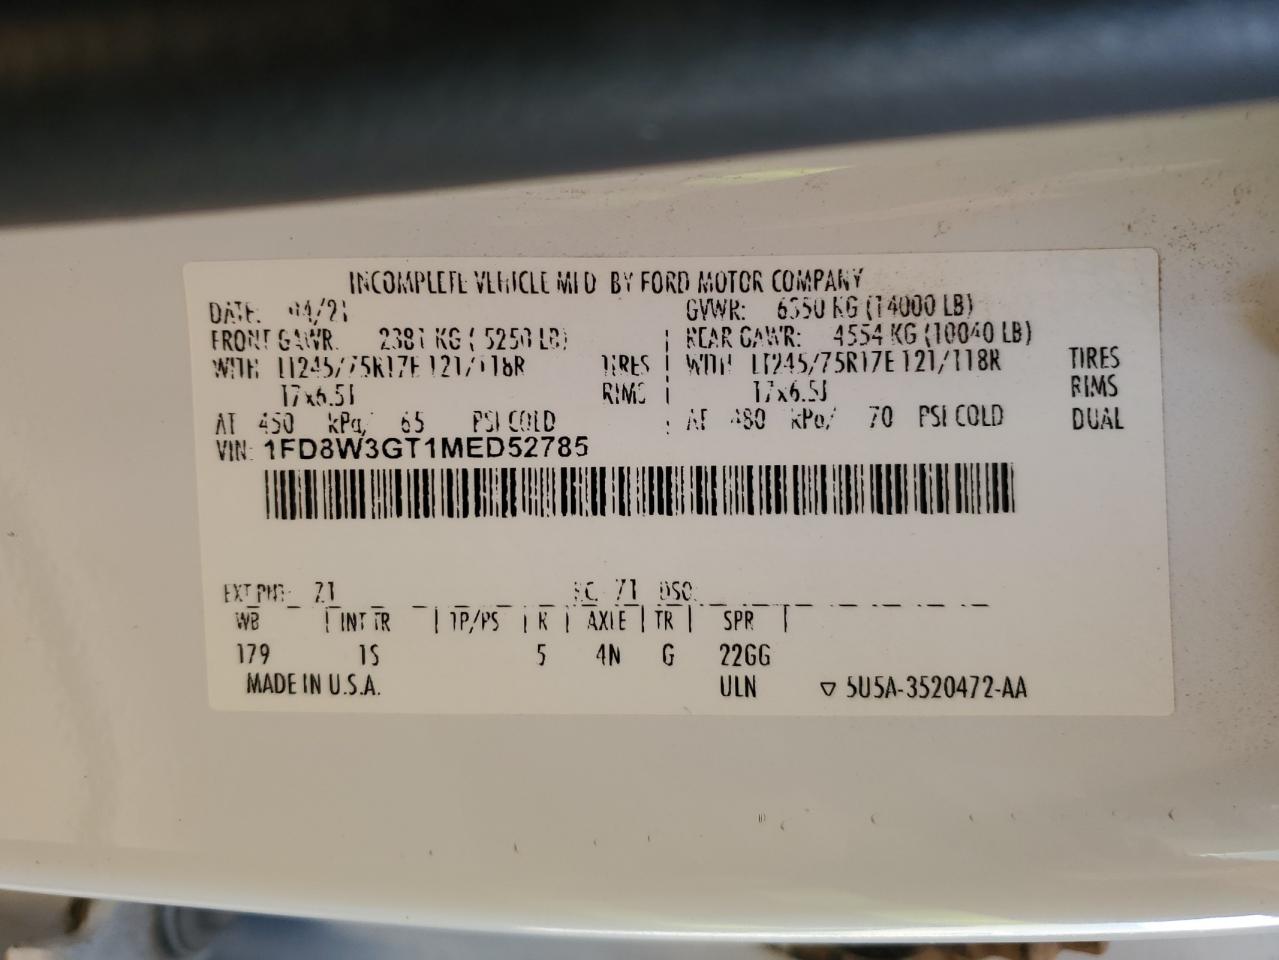 INCOMPLETE VEHICLE MFD BY FORD MOTOR COMPANY
DATE: 04/21 GVWR: 6350 KG (14000 LB)
FRONT GAWR: 2381 KG ( 5250 LB) REAR GAWR: 4554 KG (10040 LB)
WITH LT245/75R17E 121/118R TIRES WITH LT245/75R17E 121/118R TIRES
17x6.5J RIMS 17x6.5J RIMS
AT 450 kPa/ 65 PSI COLD AT 480 kPa/ 70 PSI COLD DUAL
VIN: 1FD8W3GT1MED52785
EXT PNT: Z1 RC: 71 DSO:
WB | INT TR | TP/PS | R | AXLE | TR | SPR |
179 1S 5 4N G 22GG
MADE IN U.S.A. ULN ▽ 5U5A-3520472-AA